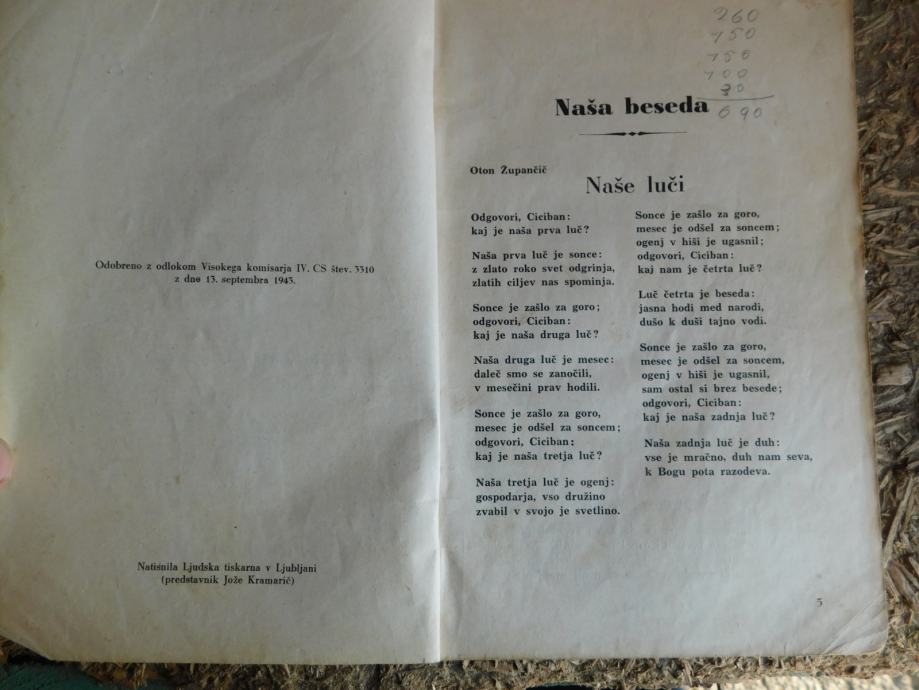 Odobreno z odlokom Visokega komisarja IV. CS štev. 3310
z dne 13. septembra 1943.
Natisnila Ljudska tiskarna v Ljubljani
(predstavnik Jože Kramarič)
260
150
150
100
30
690
Naša beseda
Oton Župančič
Naše luči
Odgovori, Ciciban:
kaj je naša prva luč?
Naša prva luč je sonce:
z zlato roko svet odgrinja,
zlatih ciljev nas spominja.
Sonce je zašlo za goro;
odgovori, Ciciban:
kaj je naša druga luč?
Naša druga luč je mesec:
daleč smo se zanočili,
v mesečini prav hodili.
Sonce je zašlo za goro,
mesec je odšel za soncem;
odgovori, Ciciban:
kaj je naša tretja luč?
Naša tretja luč je ogenj:
gospodarja, vso družino
zvabil v svojo je svetlino.
Sonce je zašlo za goro,
mesec je odšel za soncem;
ogenj v hiši je ugasnil;
odgovori, Ciciban:
kaj nam je četrta luč?
Luč četrta je beseda:
jasna hodi med narodi,
dušo k duši tajno vodi.
Sonce je zašlo za goro,
mesec je odšel za soncem,
ogenj v hiši je ugasnil,
sam ostal si brez besede;
odgovori, Ciciban:
kaj je naša zadnja luč?
Naša zadnja luč je duh:
vse je mračno, duh nam seva,
k Bogu pota razodeva.
3